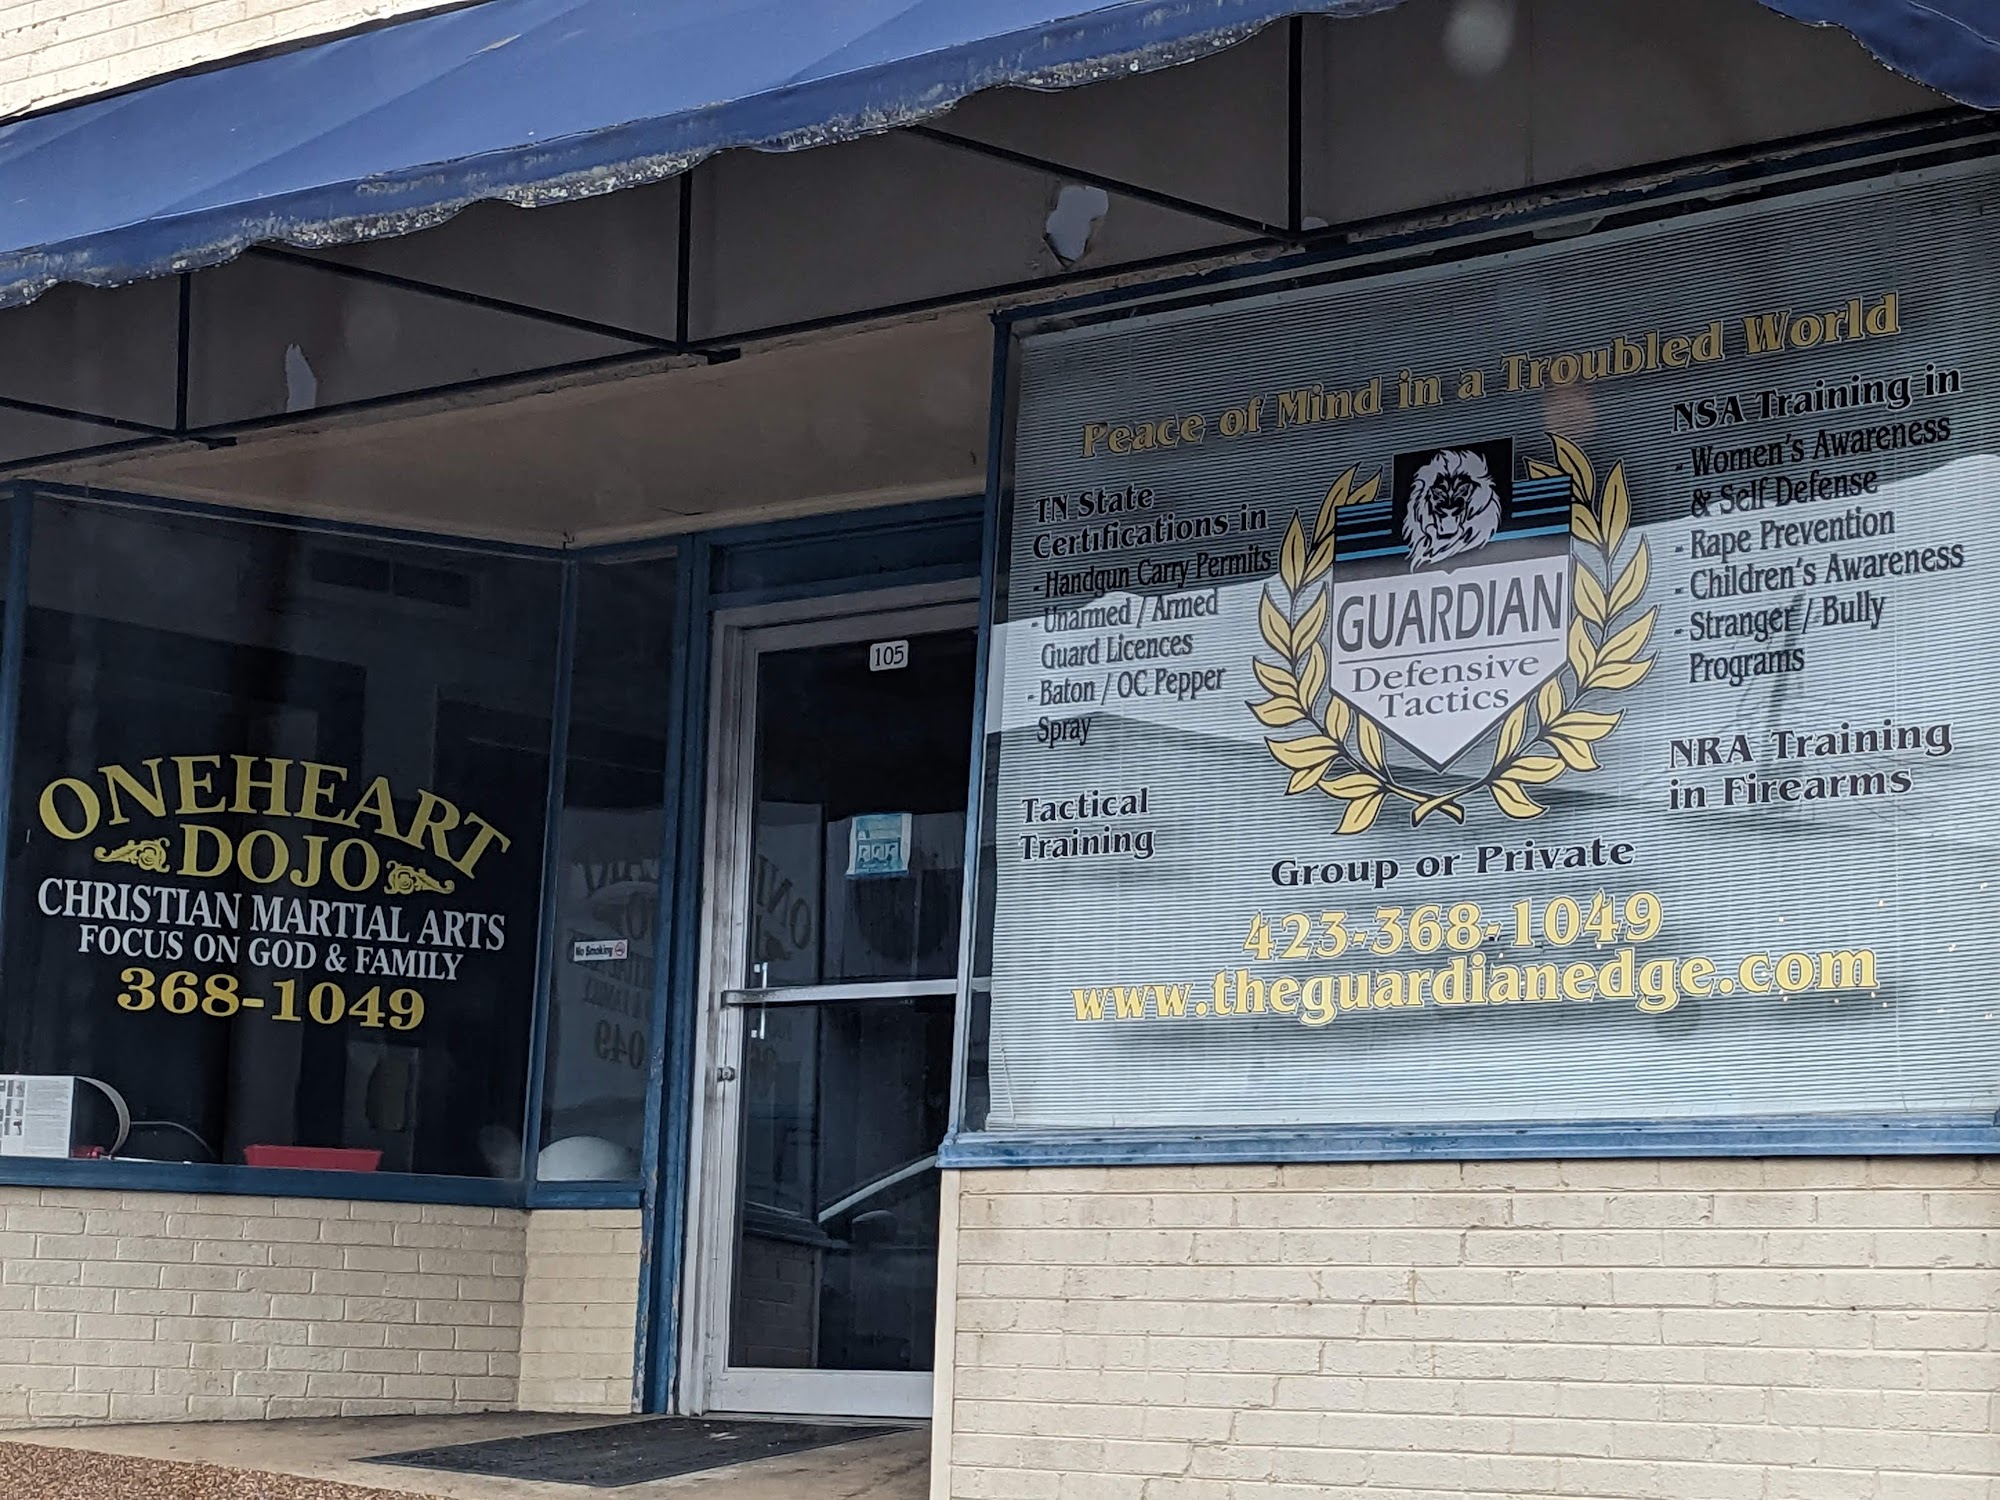 ONEHEART
DOJO
CHRISTIAN MARTIAL ARTS
FOCUS ON GOD & FAMILY
368-1049
No Smoking
105
Peace of Mind in a Troubled World
TN State
Certifications in
- Handgun Carry Permits
- Unarmed / Armed
Guard Licences
- Baton / OC Pepper
Spray
Tactical
Training
GUARDIAN
Defensive
Tactics
NSA Training in
- Women's Awareness
& Self Defense
- Rape Prevention
- Children's Awareness
- Stranger / Bully
Programs
NRA Training
in Firearms
Group or Private
423-368-1049
www.theguardianedge.com